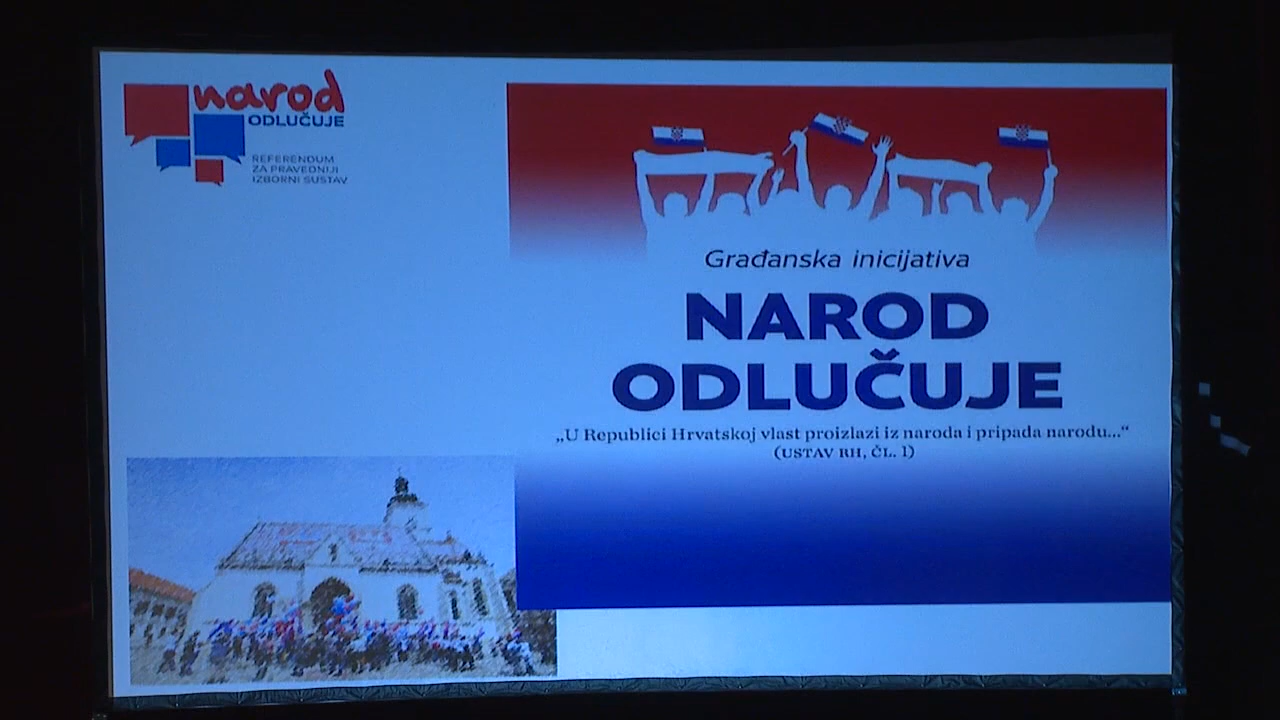 narod
ODLUČUJE
REFERENDUM
ZA PRAVEDNIJI
IZBORNI SUSTAV
Građanska inicijativa
NAROD
ODLUČUJE
„U Republici Hrvatskoj vlast proizlazi iz naroda i pripada narodu...“
(USTAV RH, ČL. 1)